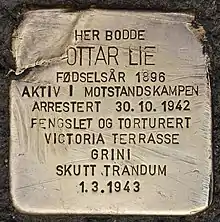 HER BODDE
OTTAR LIE
FØDSELSÅR 1896
AKTIV I MOTSTANDSKAMPEN
ARRESTERT 30.10.1942
FENGSLET OG TORTURERT
VICTORIA TERRASSE
GRINI
SKUTT TRANDUM
1.3.1943